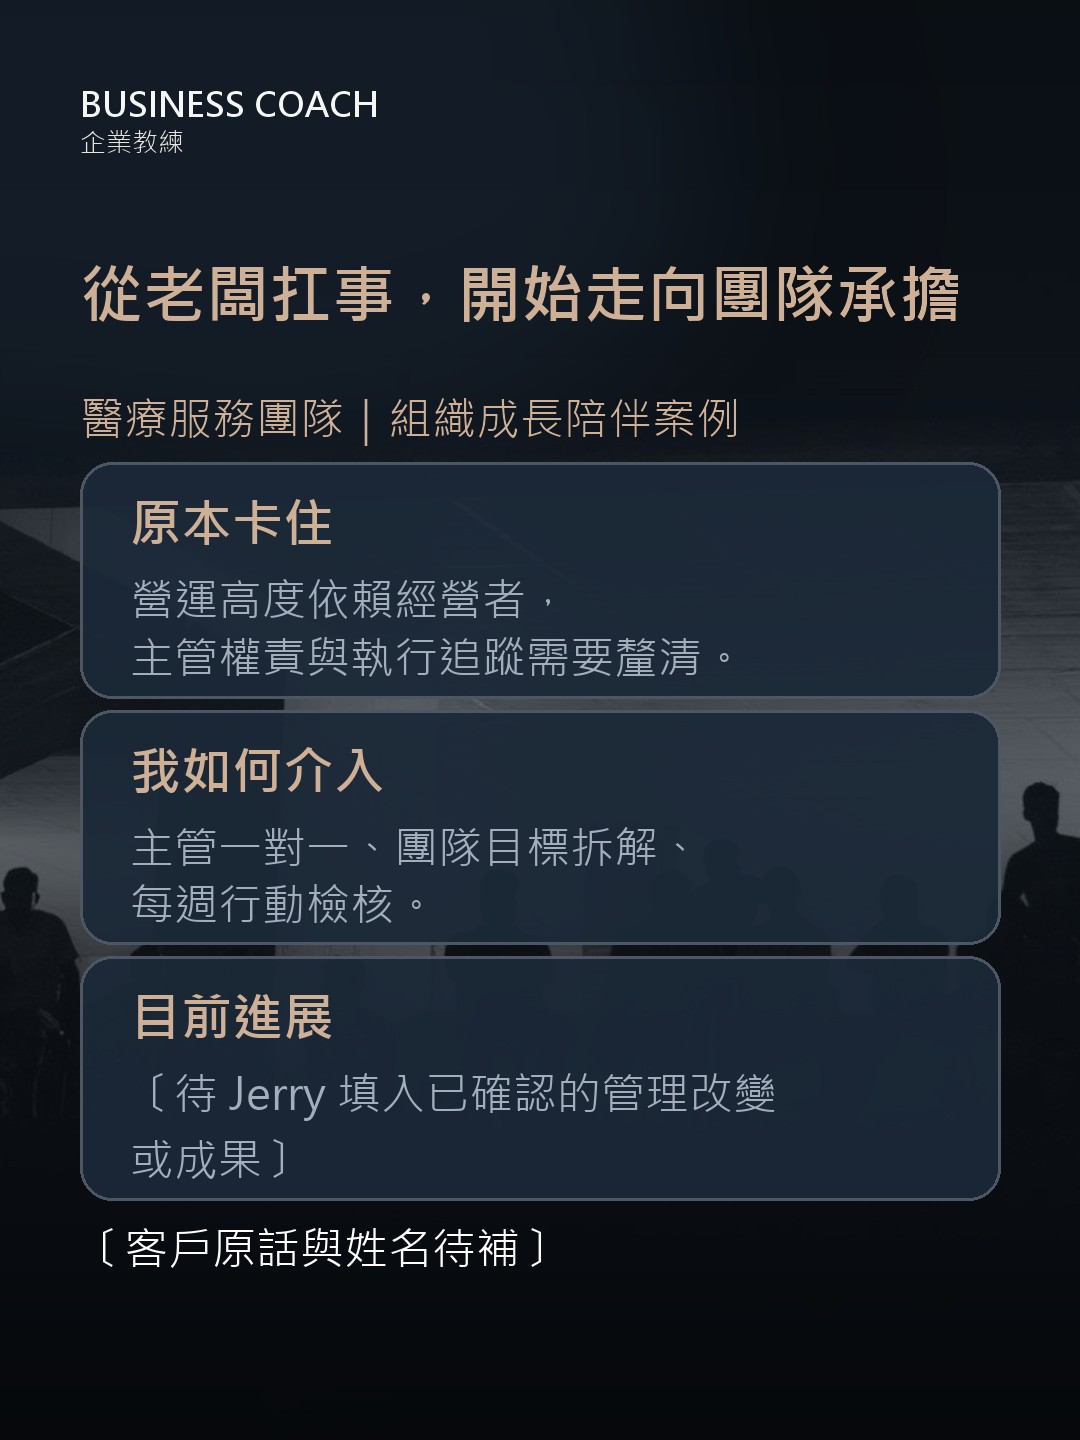 BUSINESS COACH
企業教練
從老闆扛事，開始走向團隊承擔
醫療服務團隊｜組織成長陪伴案例
原本卡住
營運高度依賴經營者，
主管權責與執行追蹤需要釐清。
我如何介入
主管一對一、團隊目標拆解、
每週行動檢核。
目前進展
〔待 Jerry 填入已確認的管理改變
或成果〕
〔客戶原話與姓名待補〕